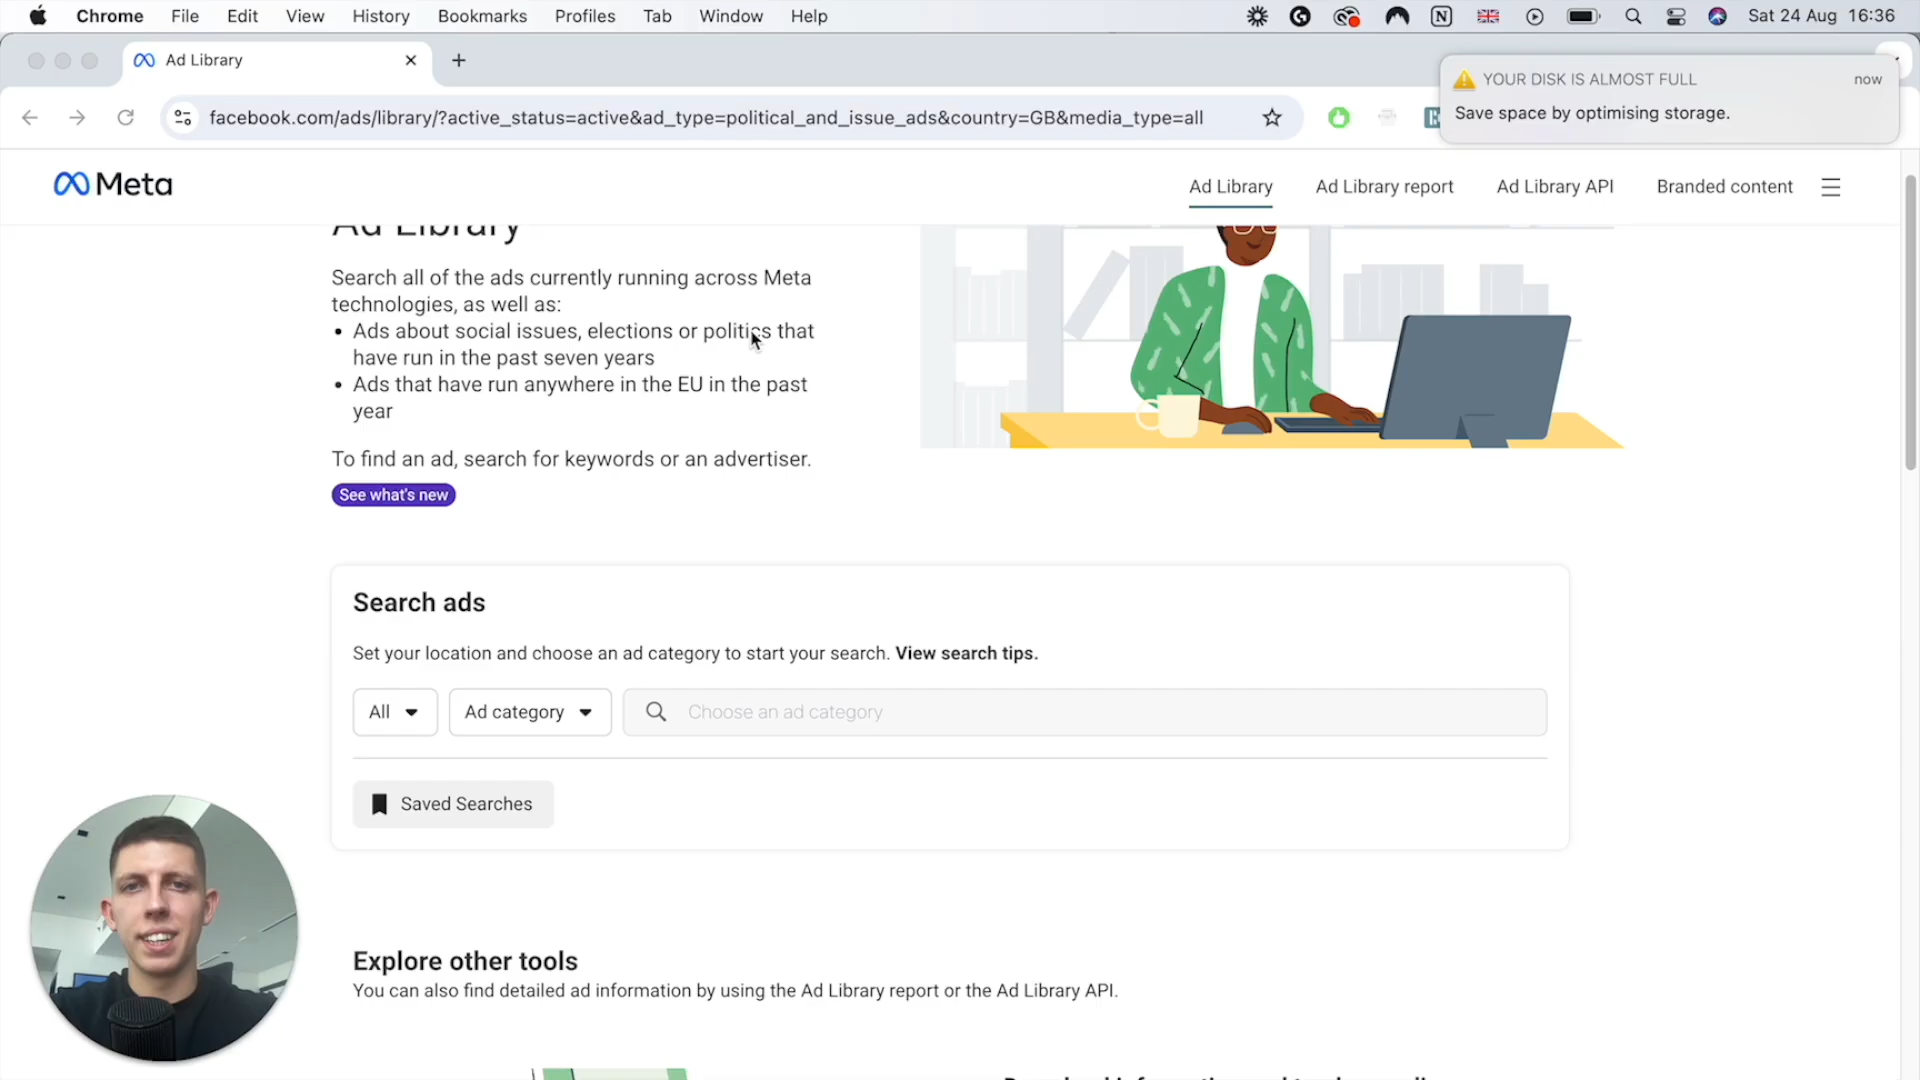 Chrome File Edit View History Bookmarks Profiles Tab Window Help Sat 24 Aug 16:36
Ad Library
YOUR DISK IS ALMOST FULL now
Save space by optimising storage.
facebook.com/ads/library/?active_status=active&ad_type=political_and_issue_ads&country=GB&media_type=all
Meta
Ad Library Ad Library report Ad Library API Branded content
Ad Library
Search all of the ads currently running across Meta
technologies, as well as:
• Ads about social issues, elections or politics that
have run in the past seven years
• Ads that have run anywhere in the EU in the past
year
To find an ad, search for keywords or an advertiser.
See what's new
Search ads
Set your location and choose an ad category to start your search. View search tips.
All Ad category Choose an ad category
Saved Searches
Explore other tools
You can also find detailed ad information by using the Ad Library report or the Ad Library API.